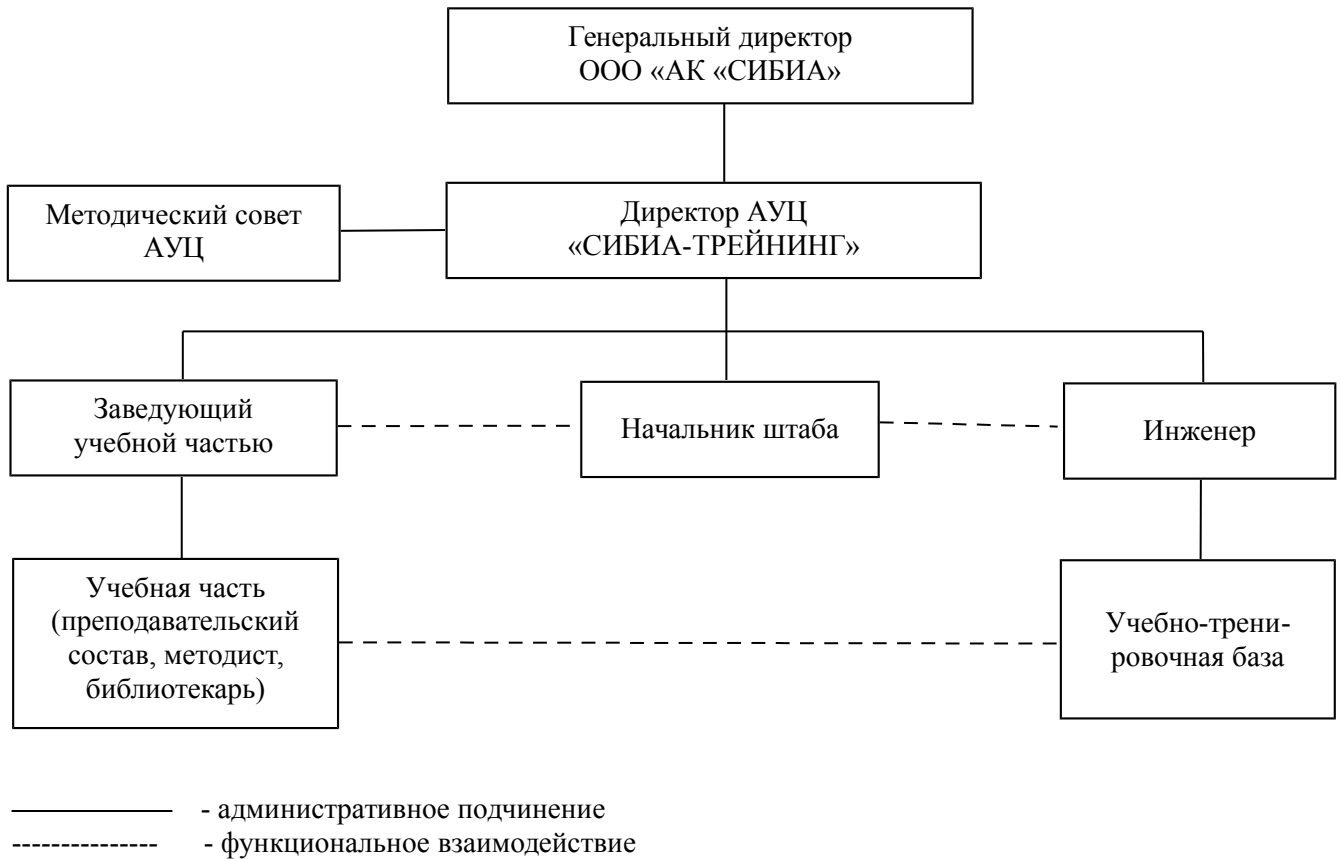 Генеральный директор
ООО «АК «СИБИА»
Методический совет
АУЦ
Директор АУЦ
«СИБИА-ТРЕЙНИНГ»
Заведующий
учебной частью
Начальник штаба
Инженер
Учебная часть
(преподавательский
состав, методист,
библиотекарь)
Учебно-трени-
ровочная база
- административное подчинение
- функциональное взаимодействие